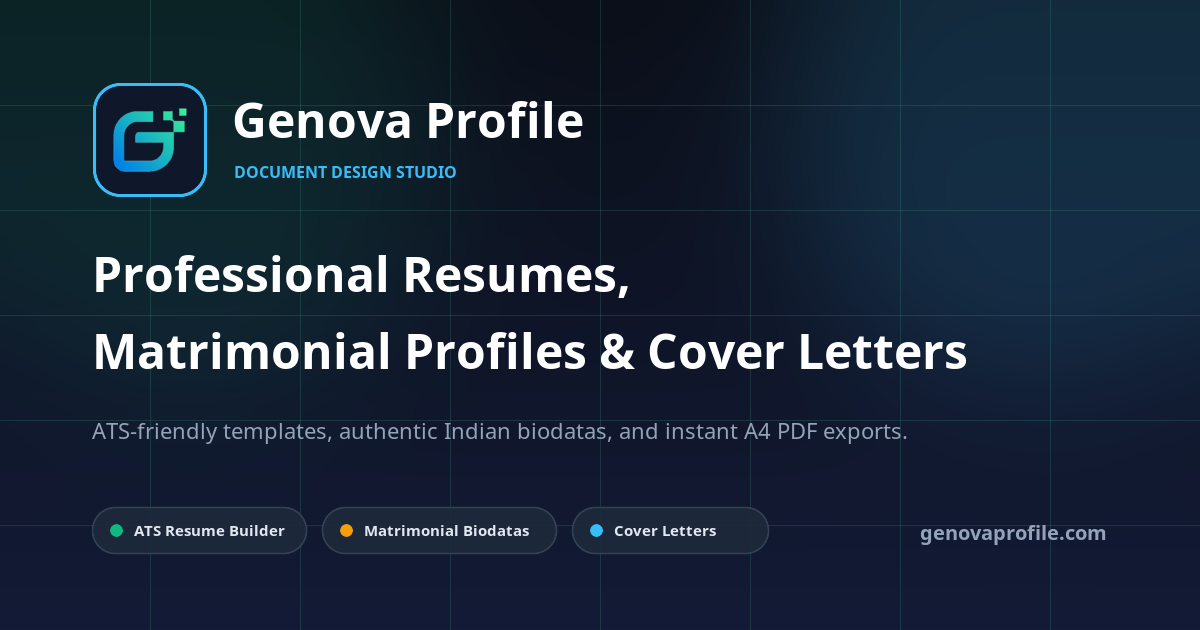 Genova Profile
DOCUMENT DESIGN STUDIO
Professional Resumes,
Matrimonial Profiles & Cover Letters
ATS-friendly templates, authentic Indian biodatas, and instant A4 PDF exports.
ATS Resume Builder
Matrimonial Biodatas
Cover Letters
genovaprofile.com